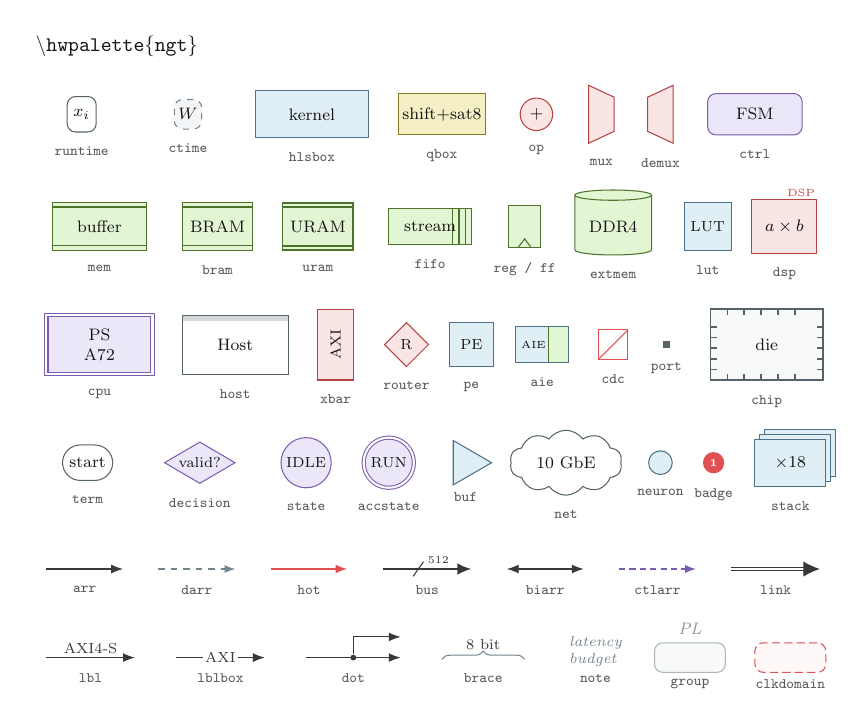 \hwpalette{ngt}
x_i W kernel shift+sat8 + FSM
runtime ctime hlsbox qbox op mux demux ctrl
DSP
buffer BRAM URAM stream DDR4 LUT a × b
mem bram uram fifo reg / ff extmem lut dsp
PS
A72
Host AXI R PE AIE die
cpu host xbar router pe aie cdc port chip
start valid? IDLE RUN 10 GbE 1 ×18
term decision state accstate buf net neuron badge stack
512
arr darr hot bus biarr ctlarr link
AXI4-S AXI 8 bit latency
budget
PL
lbl lblbox dot brace note group clkdomain